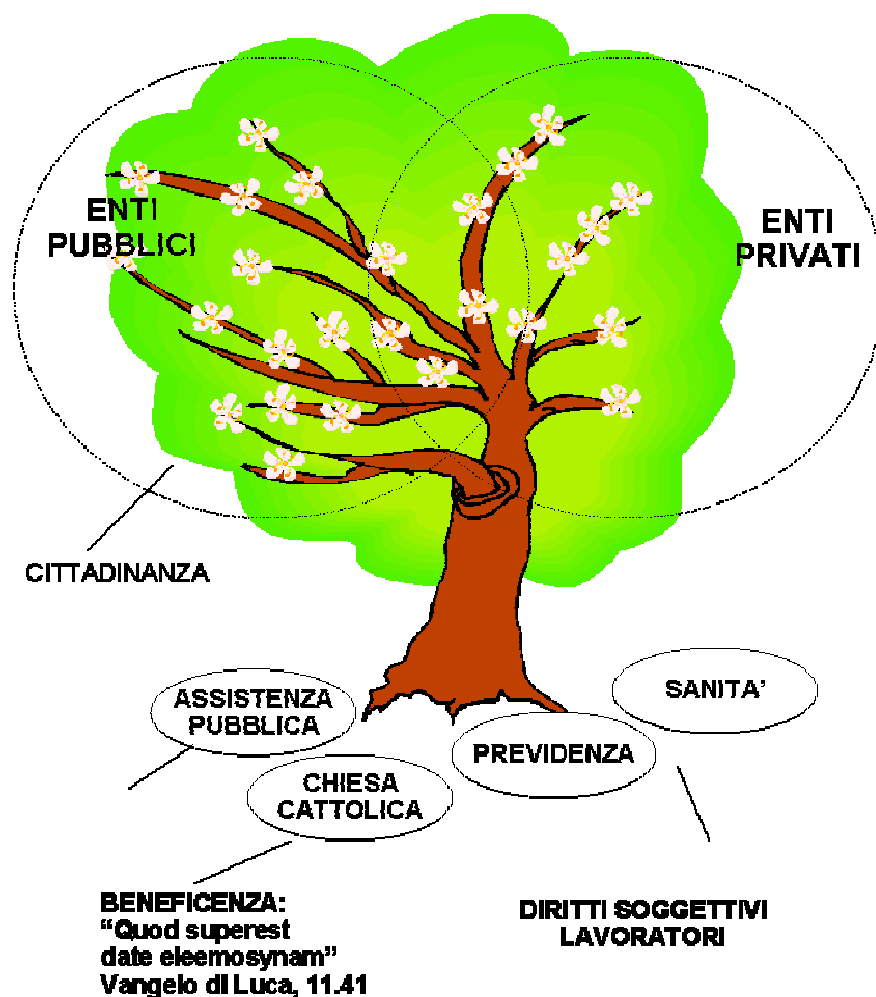 ENTI
PUBBLICI
ENTI
PRIVATI
CITTADINANZA
ASSISTENZA
PUBBLICA
SANITA’
PREVIDENZA
CHIESA
CATTOLICA
BENEFICENZA:
“Quod superest
date eleemosynam”
Vangelo di Luca, 11.41
DIRITTI SOGGETTIVI
LAVORATORI